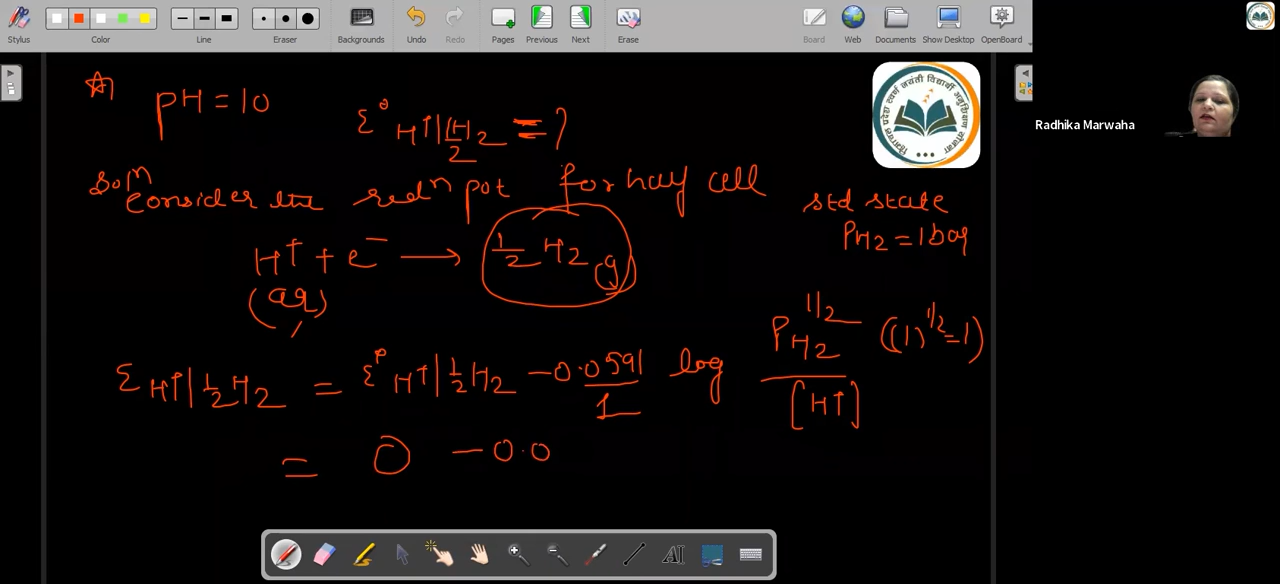 Stylus
Color
Line
Eraser
Backgrounds
Undo
Redo
Pages
Previous
Next
Erase
Board
Web
Documents
Show Desktop
OpenBoard
Radhika Marwaha
pH = 10
ε° H⁺|½H₂ = ?
Solⁿ
Consider the redⁿ pot for half cell
std state
PH₂ = 1 bar
H⁺ + e⁻ ⟶ ½ H₂ (g)
(aq)
ε H⁺|½H₂ = ε° H⁺|½H₂ − 0.0591/1 log PH₂^1/2 / [H⁺] ((1)^1/2 = 1)
= 0 − 0.0
AI